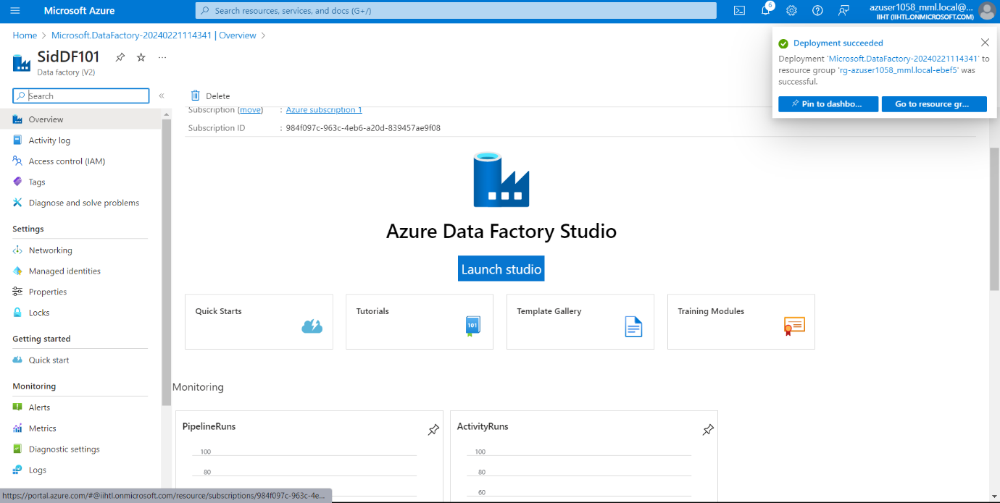 Microsoft Azure
Search resources, services, and docs (G+/)
6
azuser1058_mml.local@...
IIHT (IIHTL.ONMICROSOFT.COM)
Home > Microsoft.DataFactory-20240221114341 | Overview >
SidDF101
...
Data factory (V2)
Deployment succeeded
Deployment 'Microsoft.DataFactory-20240221114341' to
resource group 'rg-azuser1058_mml.local-ebef5' was
successful.
Pin to dashbo...
Go to resource gr...
Search
«
Delete
Overview
Activity log
Access control (IAM)
Tags
Diagnose and solve problems
Settings
Networking
Managed identities
Properties
Locks
Getting started
Quick start
Monitoring
Alerts
Metrics
Diagnostic settings
Logs
Subscription (move) : Azure subscription 1
Subscription ID : 984f097c-963c-4eb6-a20d-839457ae9f08
Azure Data Factory Studio
Launch studio
Quick Starts
Tutorials
101
Template Gallery
Training Modules
Monitoring
PipelineRuns
100
80
ActivityRuns
100
80
60
https://portal.azure.com/#@iihtl.onmicrosoft.com/resource/subscriptions/984f097c-963c-4e...